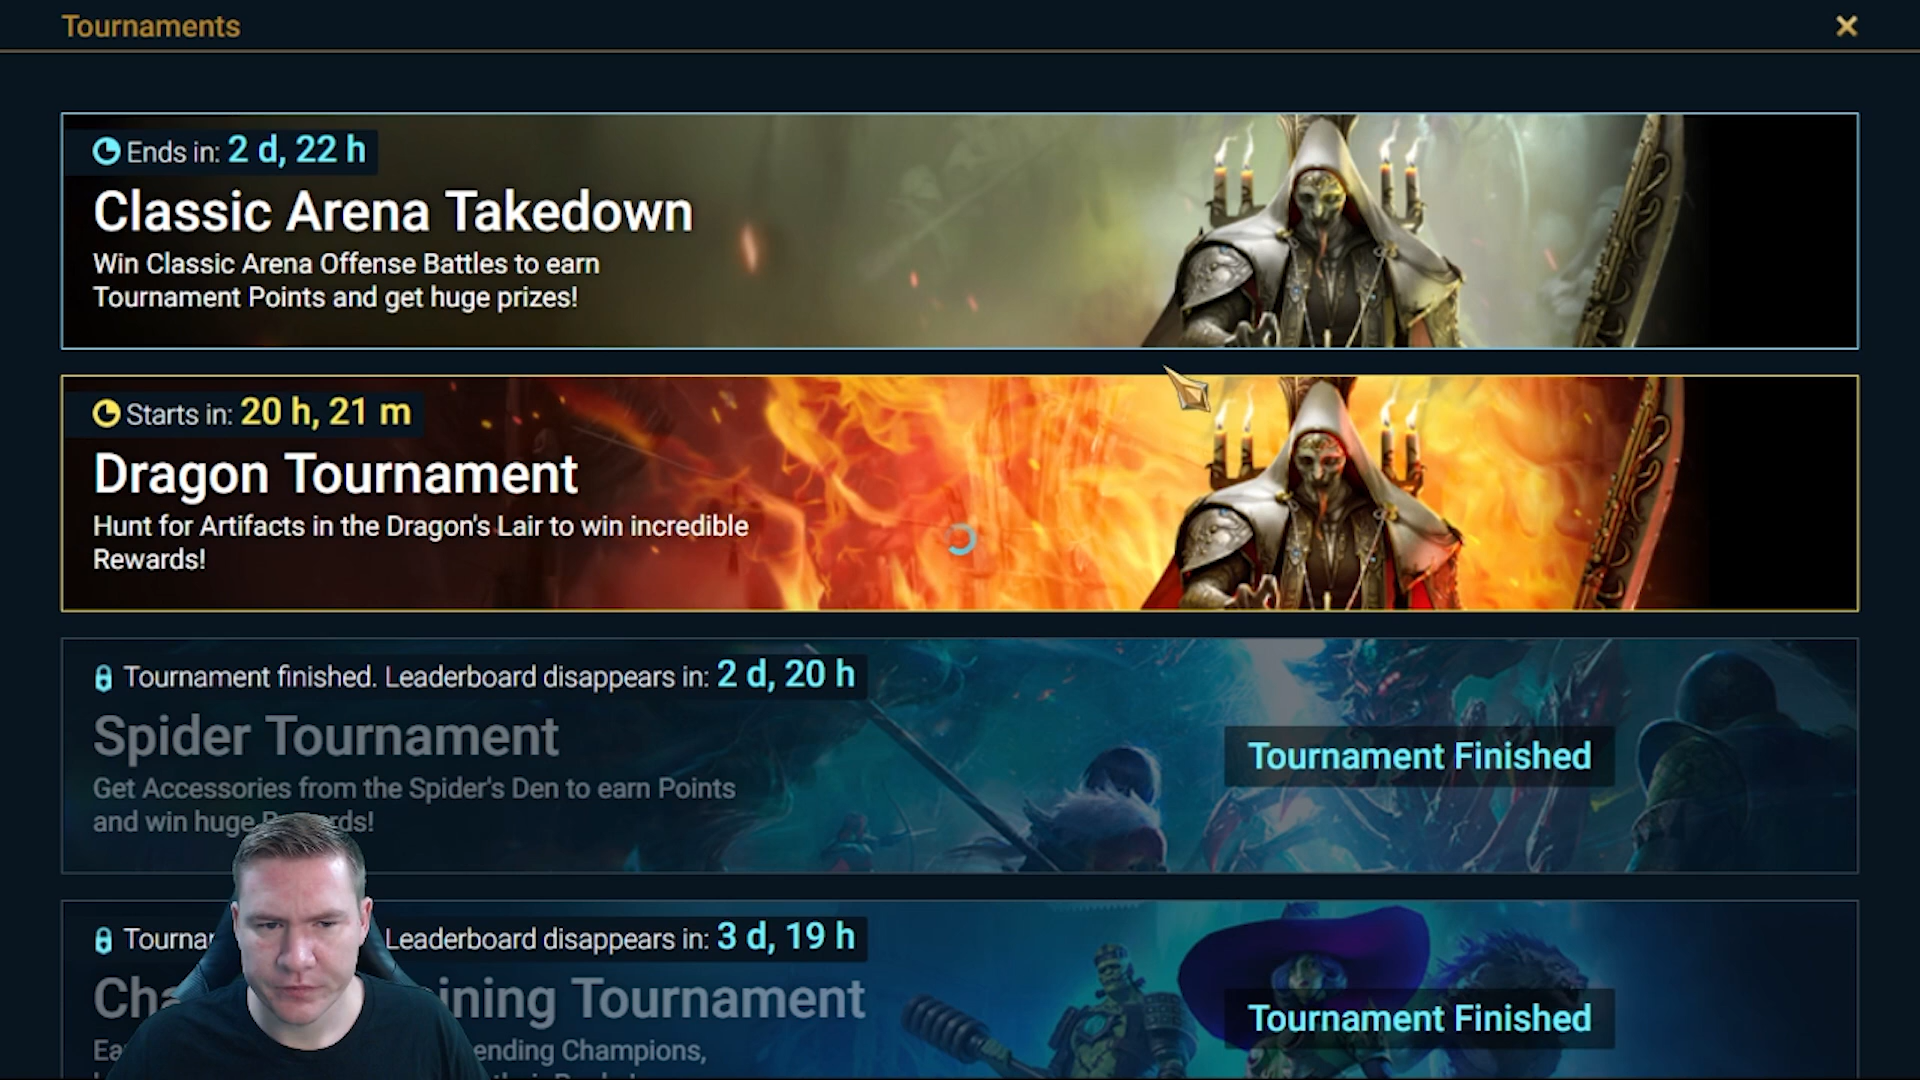 Tournaments
Ends in: 2 d, 22 h
Classic Arena Takedown
Win Classic Arena Offense Battles to earn
Tournament Points and get huge prizes!
Starts in: 20 h, 21 m
Dragon Tournament
Hunt for Artifacts in the Dragon's Lair to win incredible
Rewards!
Tournament finished. Leaderboard disappears in: 2 d, 20 h
Spider Tournament
Get Accessories from the Spider's Den to earn Points
and win huge
Tournament Finished
Leaderboard disappears in: 3 d, 19 h
Tournament
Champions,
Tournament Finished